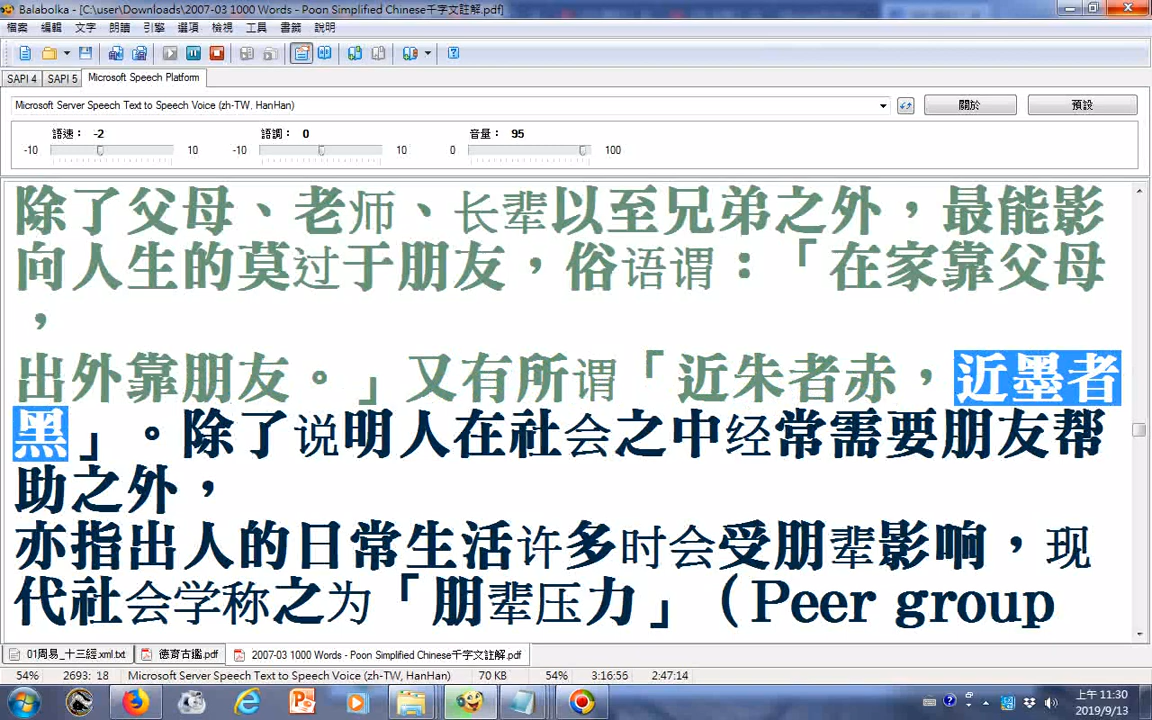 Balabolka - [C:\user\Downloads\2007-03 1000 Words - Poon Simplified Chinese千字文註解.pdf]
檔案 編輯 文字 朗讀 引擎 選項 檢視 工具 書籤 說明
SAPI 4 SAPI 5 Microsoft Speech Platform
Microsoft Server Speech Text to Speech Voice (zh-TW, HanHan) 關於 預設
語速： -2 語調： 0 音量： 95
-10 10 -10 10 0 100
除了父母、老师、长辈以至兄弟之外，最能影
向人生的莫过于朋友，俗语谓：「在家靠父母
，
出外靠朋友。」又有所谓「近朱者赤，近墨者
黑」。除了说明人在社会之中经常需要朋友帮
助之外，
亦指出人的日常生活许多时会受朋辈影响，现
代社会学称之为「朋辈压力」（Peer group
01周易_十三經.xml.txt 德育古鑑.pdf 2007-03 1000 Words - Poon Simplified Chinese千字文註解.pdf
54% 2693: 18 Microsoft Server Speech Text to Speech Voice (zh-TW, HanHan) 70 KB 54% 3:16:55 2:47:14
上午 11:30
2019/9/13